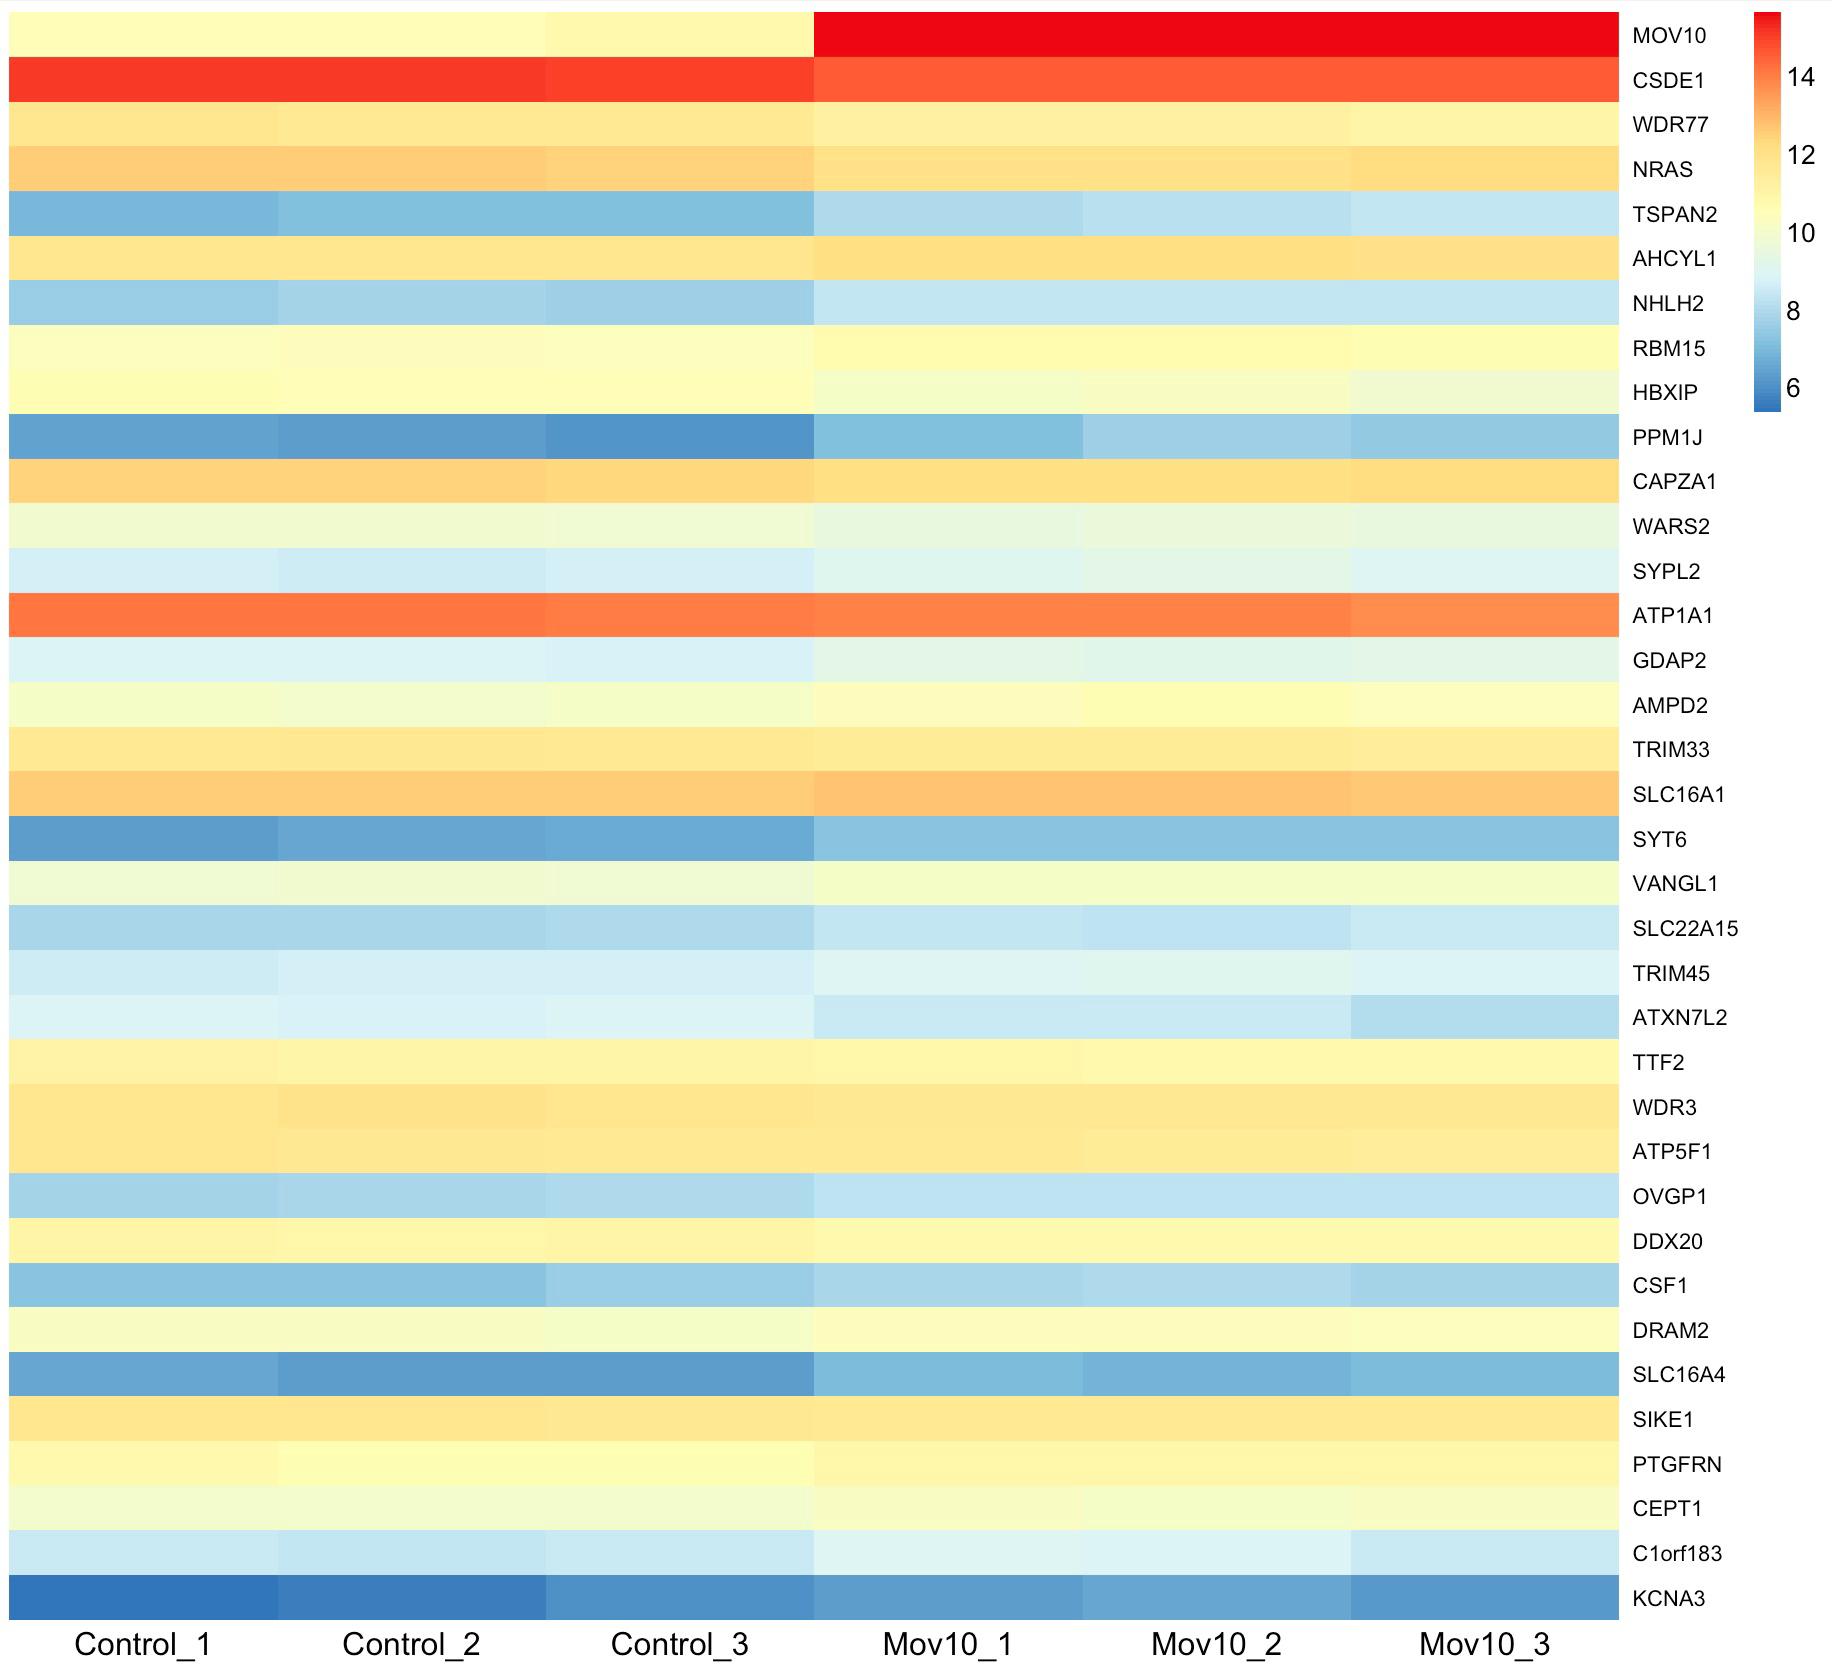 MOV10
CSDE1
WDR77
NRAS
TSPAN2
AHCYL1
NHLH2
RBM15
HBXIP
PPM1J
CAPZA1
WARS2
SYPL2
ATP1A1
GDAP2
AMPD2
TRIM33
SLC16A1
SYT6
VANGL1
SLC22A15
TRIM45
ATXN7L2
TTF2
WDR3
ATP5F1
OVGP1
DDX20
CSF1
DRAM2
SLC16A4
SIKE1
PTGFRN
CEPT1
C1orf183
KCNA3
14
12
10
8
6
Control_1 Control_2 Control_3 Mov10_1 Mov10_2 Mov10_3